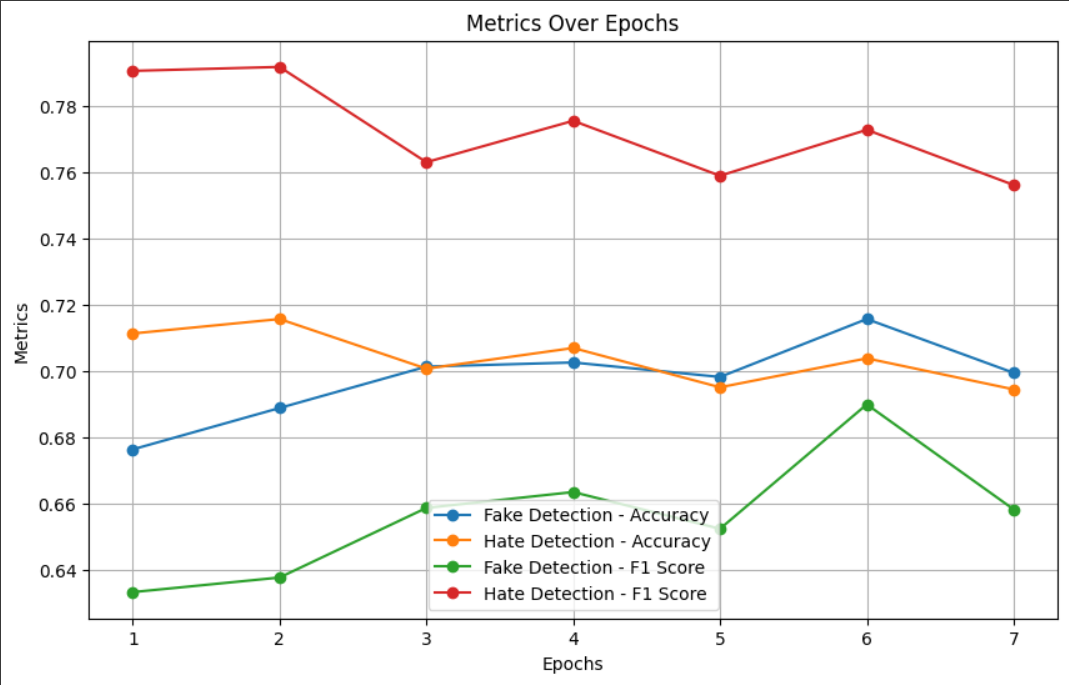 Metrics Over Epochs
Metrics
0.78
0.76
0.74
0.72
0.70
0.68
0.66
0.64
Fake Detection - Accuracy
Hate Detection - Accuracy
Fake Detection - F1 Score
Hate Detection - F1 Score
1 2 3 4 5 6 7
Epochs